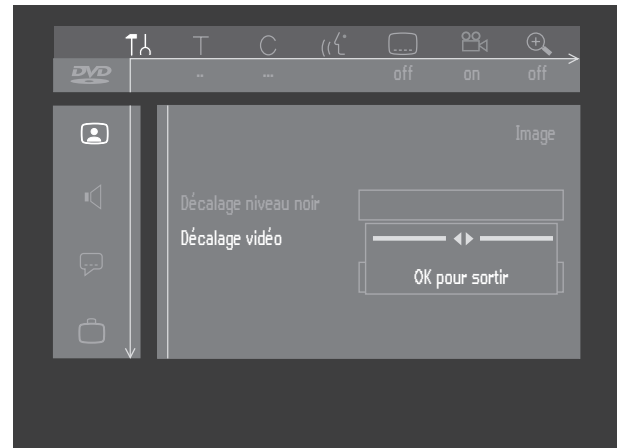 T C
DVD -- --- off on off
Image
Décalage niveau noir
Décalage vidéo
OK pour sortir